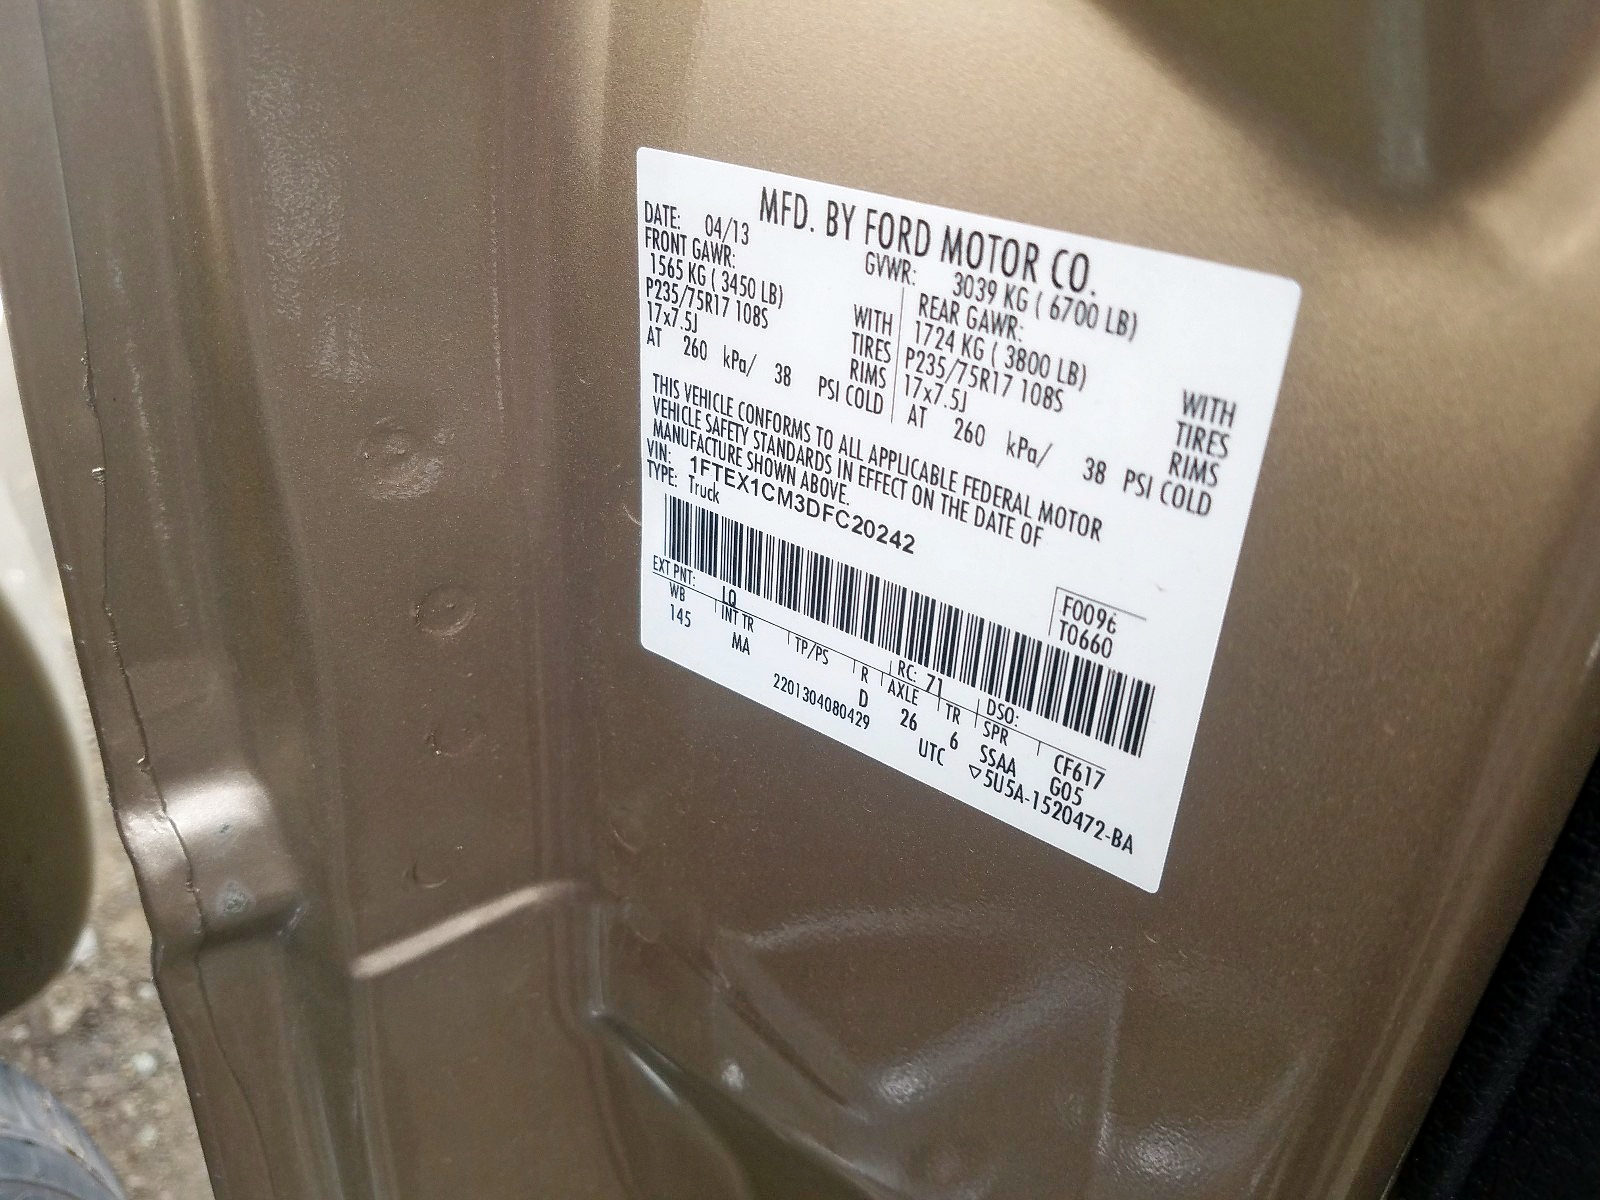 MFD. BY FORD MOTOR CO.
DATE: 04/13
GVWR: 3039 KG ( 6700 LB)
FRONT GAWR:
1565 KG ( 3450 LB)
WITH
P235/75R17 108S
TIRES
17x7.5J
RIMS
AT 260 kPa/ 38 PSI COLD
REAR GAWR:
1724 KG ( 3800 LB)
WITH
P235/75R17 108S
TIRES
17x7.5J
RIMS
AT 260 kPa/ 38 PSI COLD
THIS VEHICLE CONFORMS TO ALL APPLICABLE FEDERAL MOTOR
VEHICLE SAFETY STANDARDS IN EFFECT ON THE DATE OF
MANUFACTURE SHOWN ABOVE.
VIN: 1FTEX1CM3DFC20242
TYPE: Truck
F0096
T0660
EXT PNT: LQ
RC: 71
DSO:
WB
INT TR
TP/PS
R
AXLE
TR
SPR
CF617
145
MA
D
26
6
SSAA
G05
2201304080429
UTC
▽5U5A-1520472-BA